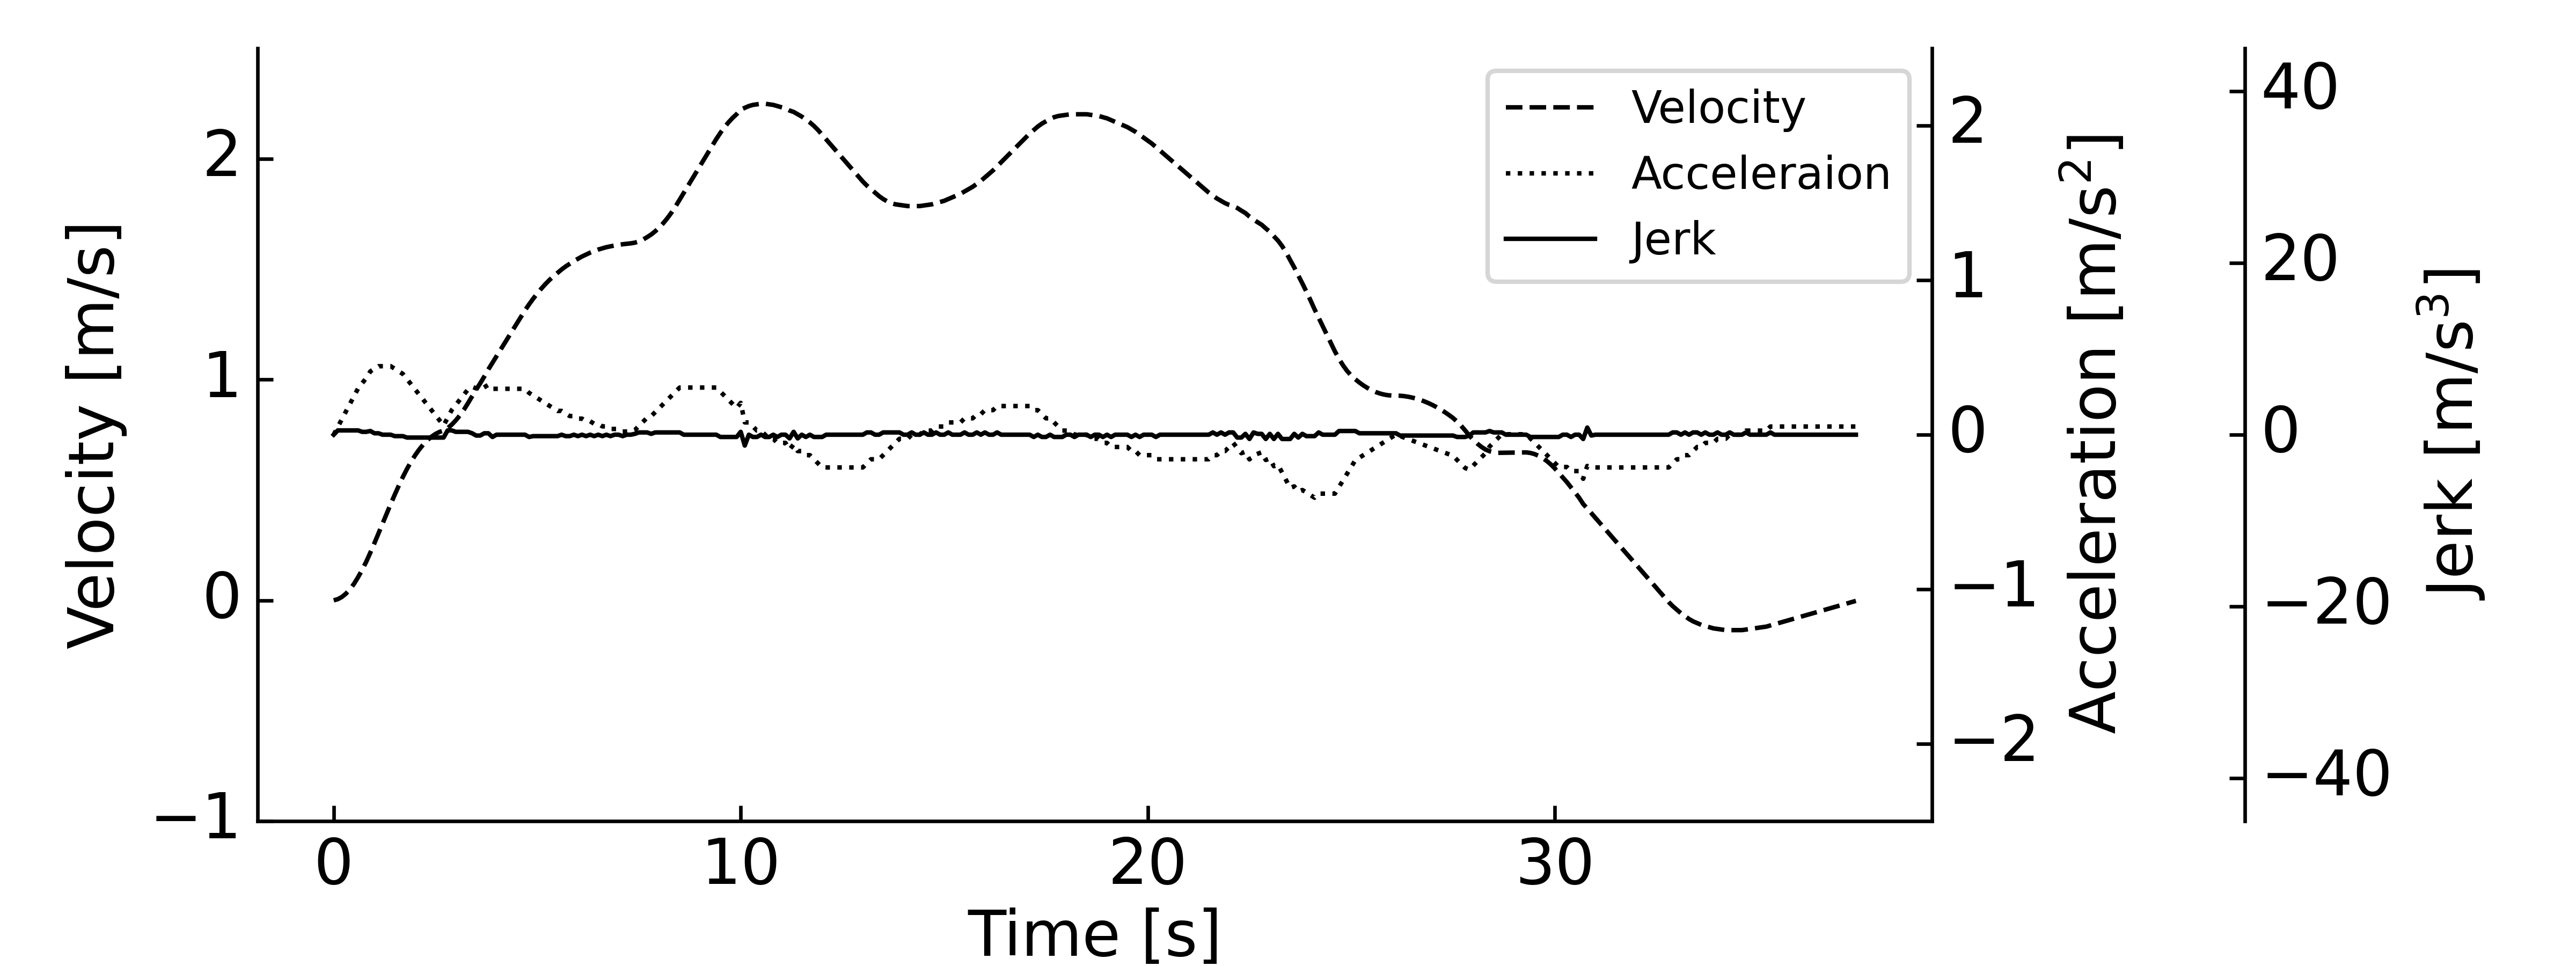 Velocity [m/s]
2
1
0
−1
0
10
20
30
Time [s]
Velocity
Acceleraion
Jerk
2
1
0
−1
−2
Acceleration [m/s²]
40
20
0
−20
−40
Jerk [m/s³]